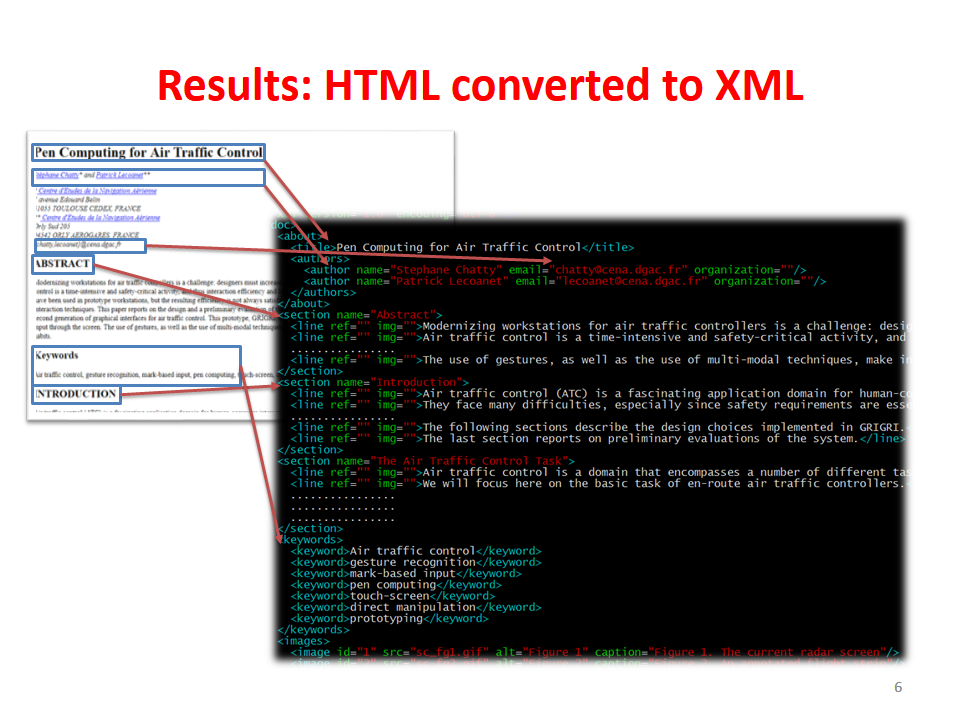 Results: HTML converted to XML
Pen Computing for Air Traffic Control
Stéphane Chatty* and Patrick Lecoanet**
* Centre d'Études de la Navigation Aérienne
7 avenue Edouard Belin
31055 TOULOUSE CEDEX, FRANCE
** Centre d'Études de la Navigation Aérienne
Orly Sud 205
94542 ORLY AEROGARES, FRANCE
{chatty,lecoanet}@cena.dgac.fr
ABSTRACT
Modernizing workstations for air traffic controllers is a challenge: designers must increase
control is a time-intensive and safety-critical activity, and thus interaction efficiency and
have been used in prototype workstations, but the resulting efficiency is not always
interaction techniques. This paper reports on the design and a preliminary evaluation of
second generation of graphical interfaces for air traffic control. This prototype, GRIGRI
input through the screen. The use of gestures, as well as the use of multi-modal technique
Keywords
Air traffic control, gesture recognition, mark-based input, pen computing, touch-screen,
INTRODUCTION
doc>
<about>
<title>Pen Computing for Air Traffic Control</title>
<authors>
<author name="Stephane Chatty" email="chatty@cena.dgac.fr" organization=""/>
<author name="Patrick Lecoanet" email="lecoanet@cena.dgac.fr" organization=""/>
</authors>
</about>
<section name="Abstract">
<line ref="" img="">Modernizing workstations for air traffic controllers is a challenge: desig
<line ref="" img="">Air traffic control is a time-intensive and safety-critical activity, and
................
<line ref="" img="">The use of gestures, as well as the use of multi-modal techniques, make in
</section>
<section name="Introduction">
<line ref="" img="">Air traffic control (ATC) is a fascinating application domain for human-co
<line ref="" img="">They face many difficulties, especially since safety requirements are esse
................
<line ref="" img="">The following sections describe the design choices implemented in GRIGRI.<
<line ref="" img="">The last section reports on preliminary evaluations of the system.</line>
</section>
<section name="The Air Traffic Control Task">
<line ref="" img="">Air traffic control is a domain that encompasses a number of different tas
<line ref="" img="">We will focus here on the basic task of en-route air traffic controllers.<
................
................
................
</section>
<keywords>
<keyword>Air traffic control</keyword>
<keyword>gesture recognition</keyword>
<keyword>mark-based input</keyword>
<keyword>pen computing</keyword>
<keyword>touch-screen</keyword>
<keyword>direct manipulation</keyword>
<keyword>prototyping</keyword>
</keywords>
<images>
<image id="1" src="sc_fg1.gif" alt="Figure 1" caption="Figure 1. The current radar screen"/>
6